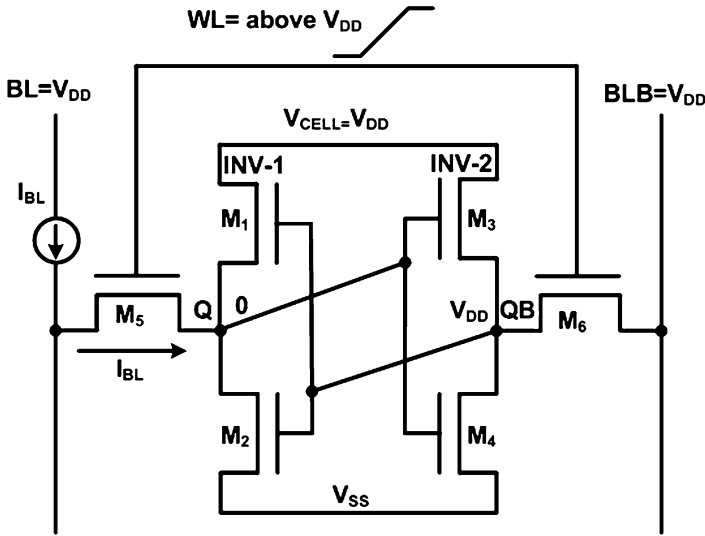 WL= above VDD
BL=VDD
BLB=VDD
VCELL=VDD
INV-1
INV-2
IBL
M1
M3
Q
0
VDD
QB
M5
M6
IBL
M2
M4
VSS